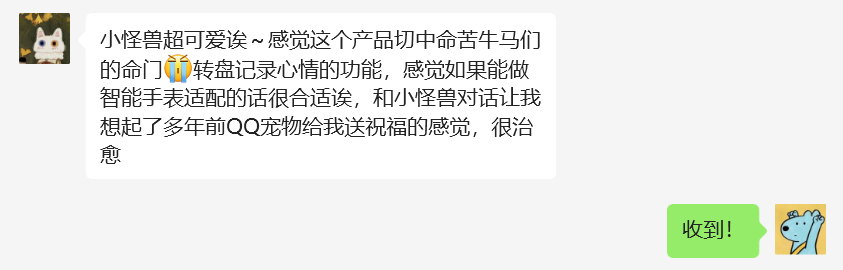 小怪兽超可爱诶～感觉这个产品切中命苦牛马们
的命门😭转盘记录心情的功能，感觉如果能做
智能手表适配的话很合适诶，和小怪兽对话让我
想起了多年前QQ宠物给我送祝福的感觉，很治
愈
收到！